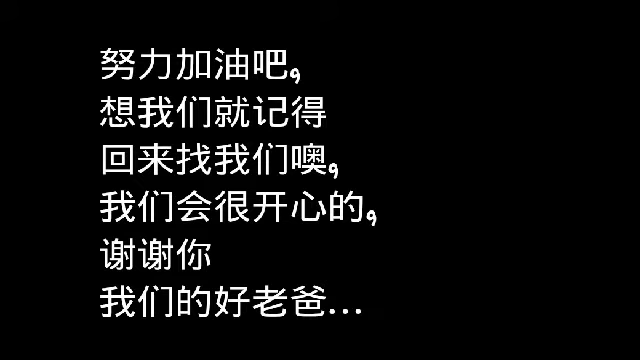 努力加油吧，
想我们就记得
回来找我们噢，
我们会很开心的，
谢谢你
我们的好老爸...